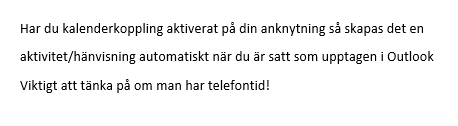 Har du kalenderkoppling aktiverat på din anknytning så skapas det en
aktivitet/hänvisning automatiskt när du är satt som upptagen i Outlook
Viktigt att tänka på om man har telefontid!